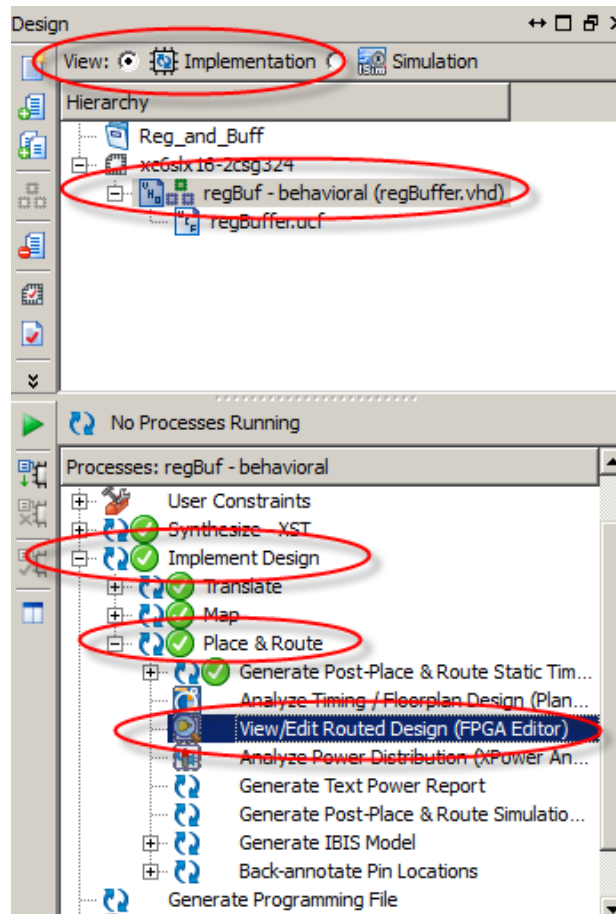 Design
View: Implementation Simulation
Hierarchy
Reg_and_Buff
xc6slx16-2csg324
regBuf - behavioral (regBuffer.vhd)
regBuffer.ucf
No Processes Running
Processes: regBuf - behavioral
User Constraints
Synthesize - XST
Implement Design
Translate
Map
Place & Route
Generate Post-Place & Route Static Tim...
Analyze Timing / Floorplan Design (Plan...
View/Edit Routed Design (FPGA Editor)
Analyze Power Distribution (XPower An...
Generate Text Power Report
Generate Post-Place & Route Simulatio...
Generate IBIS Model
Back-annotate Pin Locations
Generate Programming File